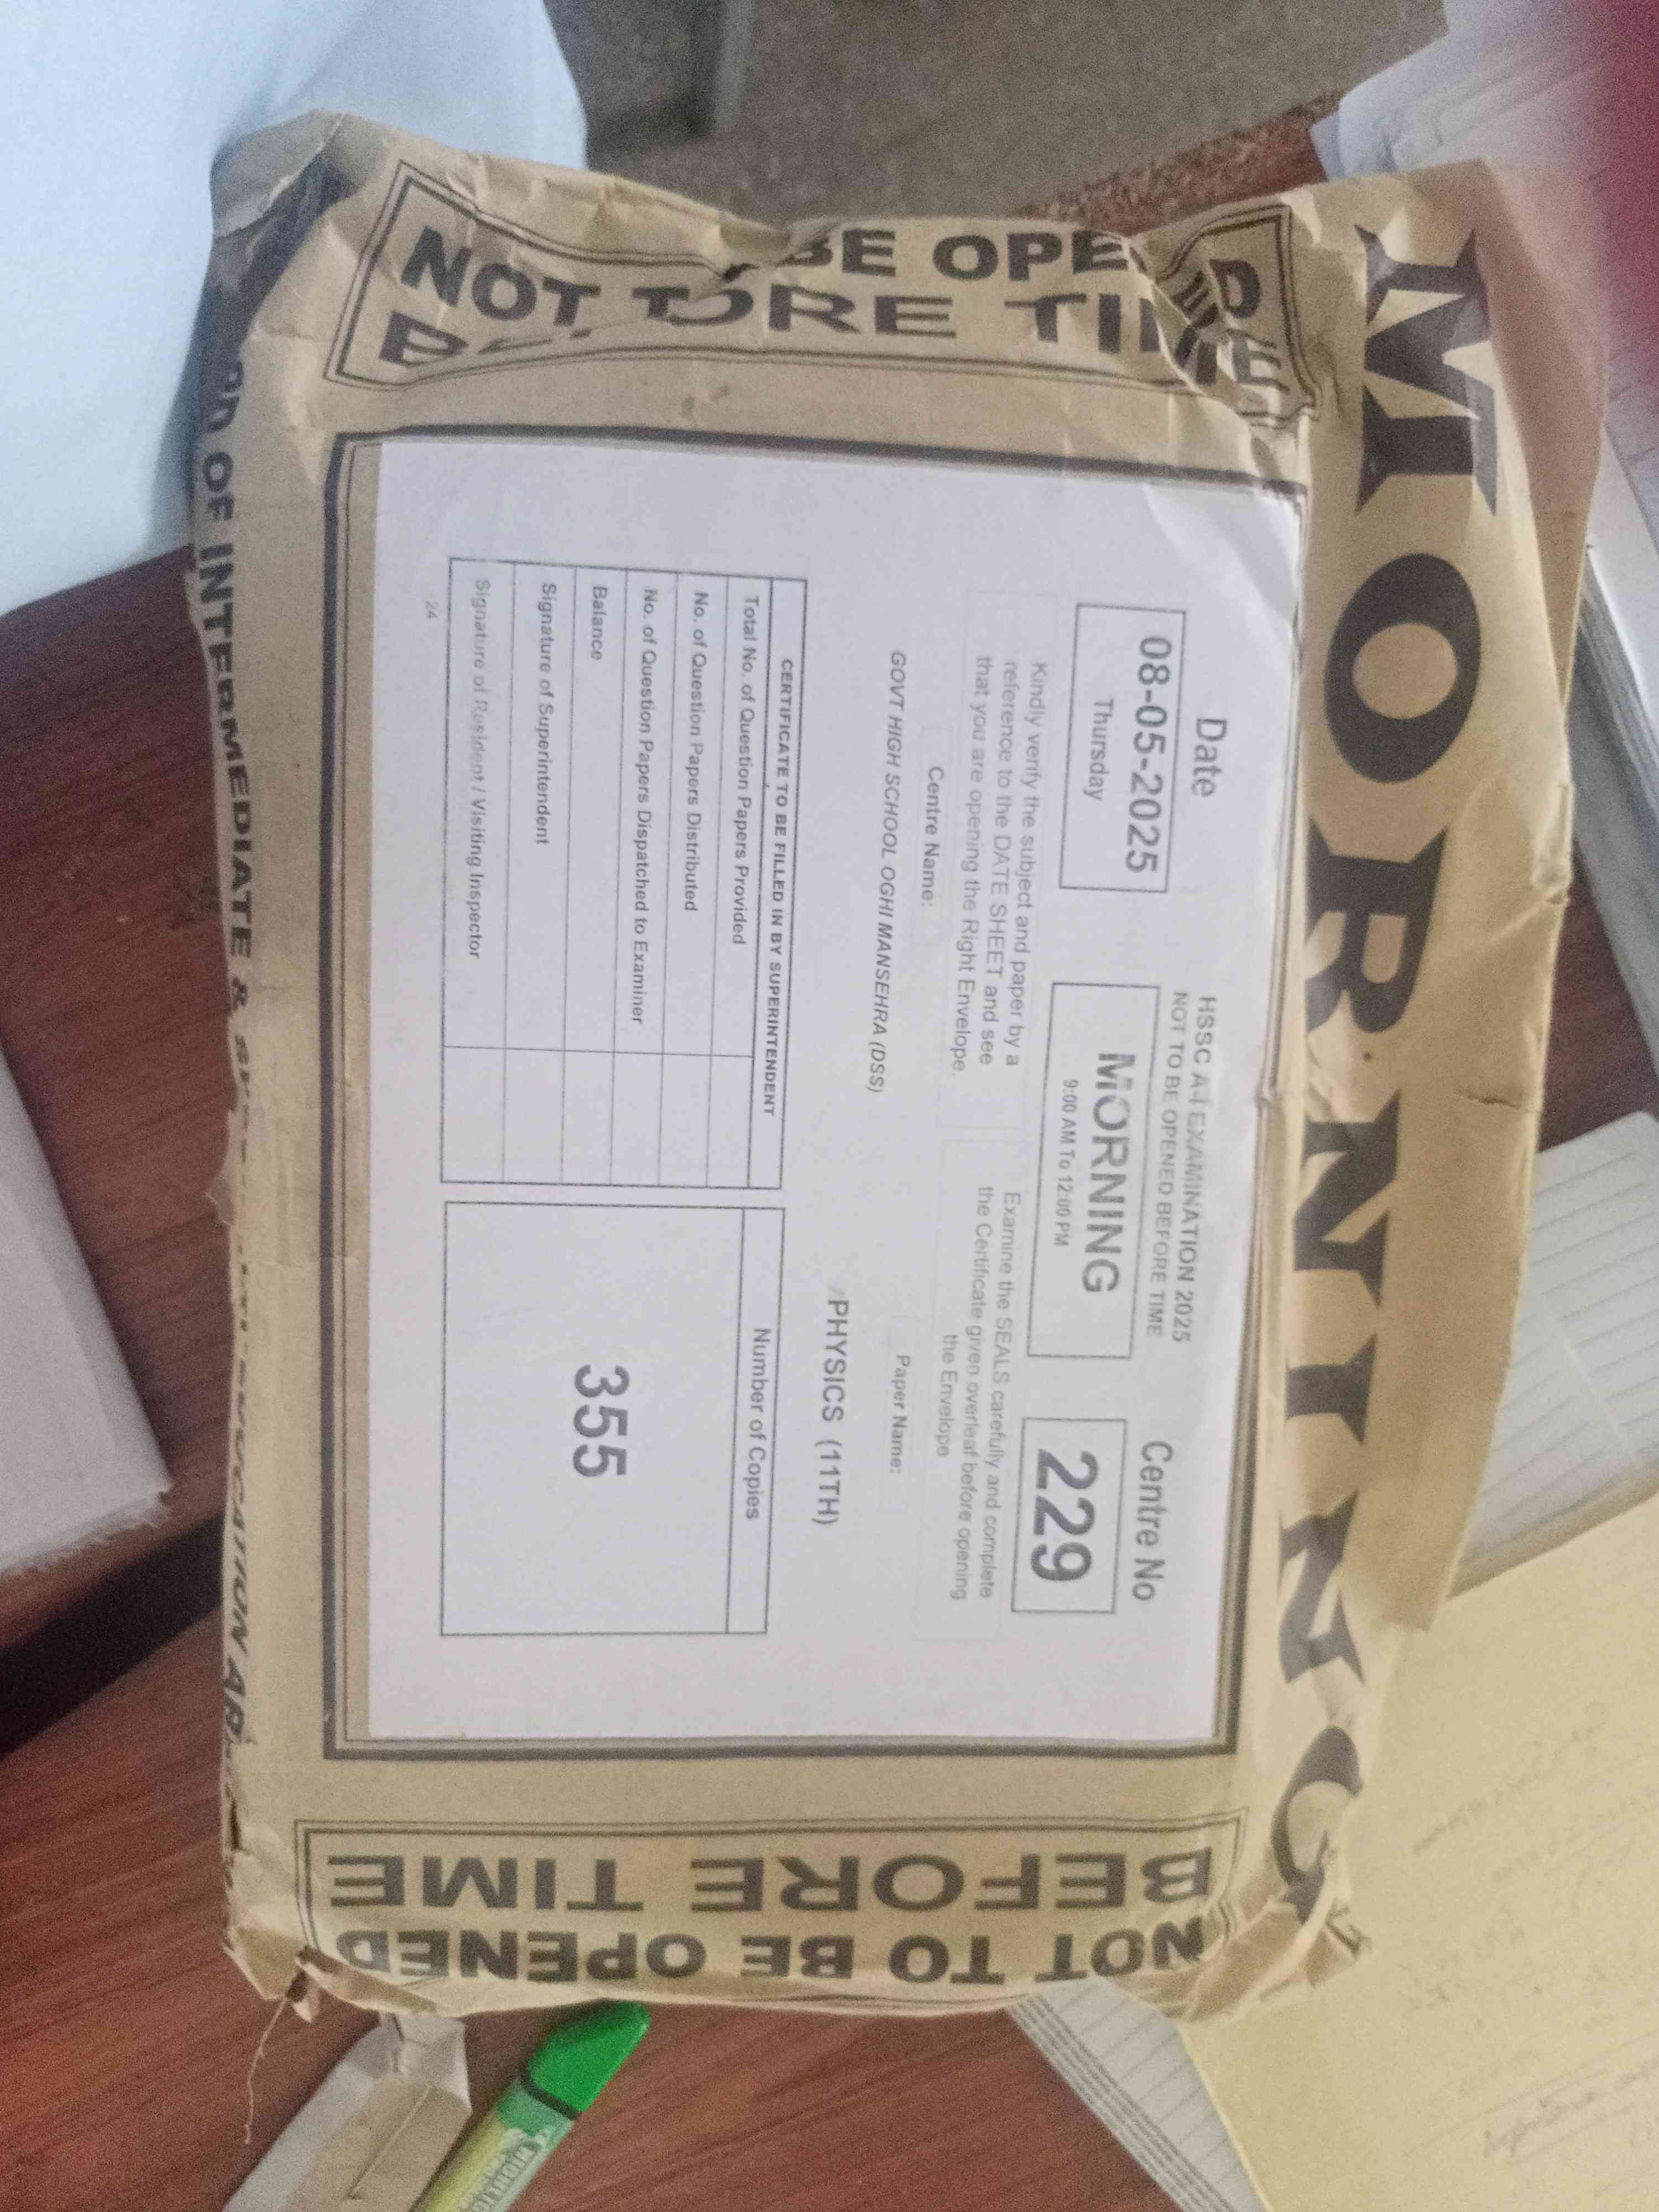 MORNING
NOT TO BE OPENED
BEFORE TIME
Date
08-05-2025
Thursday
HSSC A-I EXAMINATION 2025
NOT TO BE OPENED BEFORE TIME
MORNING
9:00 AM To 12:00 PM
Centre No
229
Kindly verify the subject and paper by a
reference to the DATE SHEET and see
that you are opening the Right Envelope.
Examine the SEALS carefully and complete
the Certificate given overleaf before opening
the Envelope
Centre Name:
GOVT HIGH SCHOOL OGHI MANSEHRA (DSS)
Paper Name:
PHYSICS (11TH)
CERTIFICATE TO BE FILLED IN BY SUPERINTENDENT
Total No. of Question Papers Provided
No. of Question Papers Distributed
No. of Question Papers Dispatched to Examiner
Balance
Signature of Superintendent
Signature of Resident / Visiting Inspector
Number of Copies
355
24
NOT TO BE OPENED
BEFORE TIME
OF INTERMEDIATE &